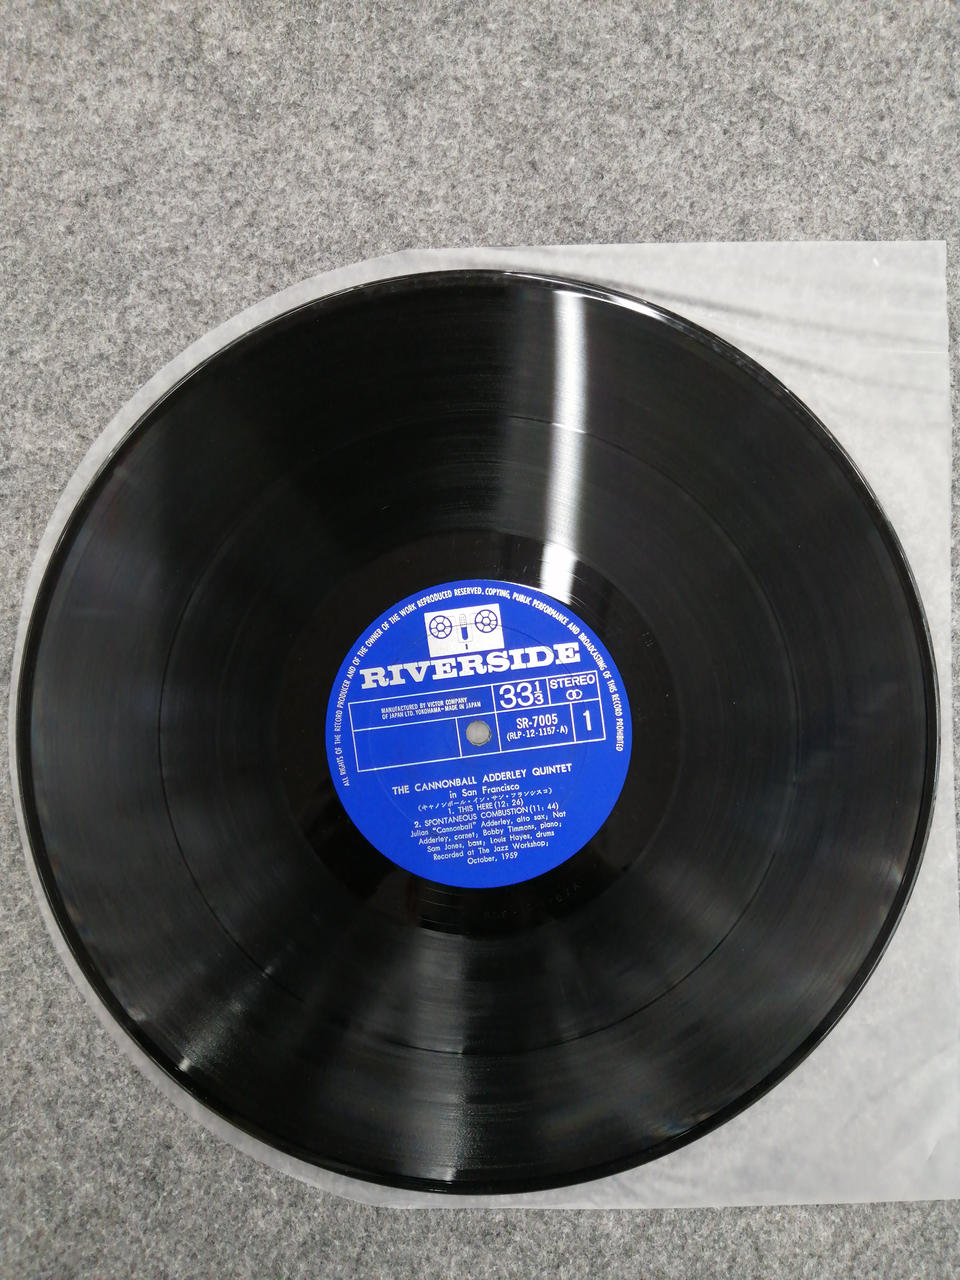 ALL RIGHTS OF THE RECORD PRODUCER AND OF THE OWNER OF THE WORK REPRODUCED RESERVED. COPYING, PUBLIC PERFORMANCE AND BROADCASTING OF THIS RECORD PROHIBITED
RIVERSIDE
MANUFACTURED BY VICTOR COMPANY
OF JAPAN LTD. YOKOHAMA-MADE IN JAPAN
33 1/3
STEREO
SR-7005
(RLP-12-1157-A)
1
THE CANNONBALL ADDERLEY QUINTET
in San Francisco
(キャノンボール・イン・サン・フランシスコ)
1. THIS HERE (12: 26)
2. SPONTANEOUS COMBUSTION (11: 44)
Julian "Cannonball" Adderley, alto sax; Nat
Adderley, cornet; Bobby Timmons, piano;
Sam Jones, bass; Louis Hayes, drums
Recorded at The Jazz Workshop;
October, 1959